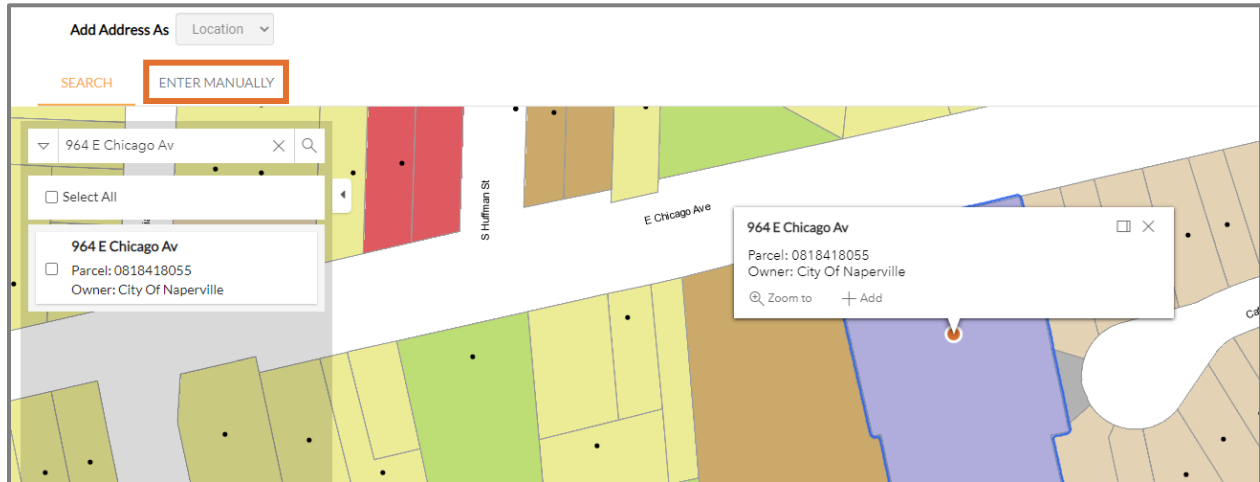 Add Address As Location
SEARCH ENTER MANUALLY
964 E Chicago Av
Select All
964 E Chicago Av
Parcel: 0818418055
Owner: City Of Naperville
S Huffman St
E Chicago Ave
964 E Chicago Av
Parcel: 0818418055
Owner: City Of Naperville
Zoom to + Add